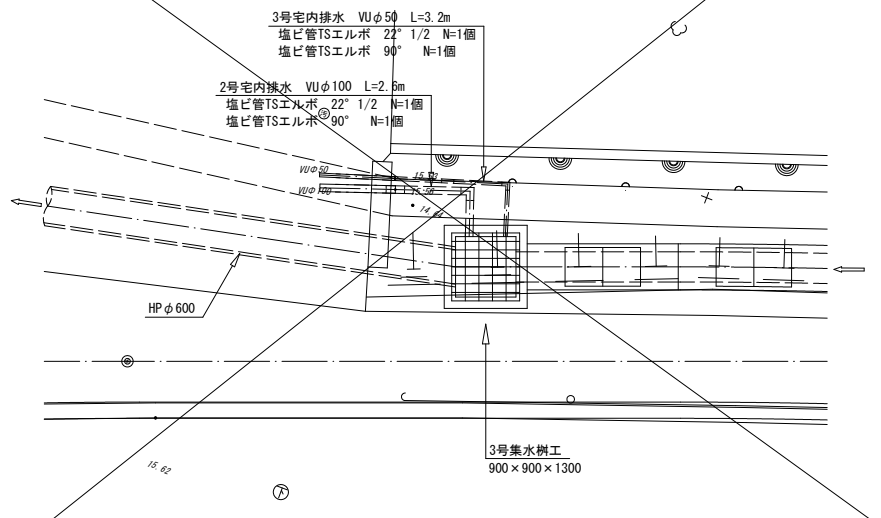 3号宅内排水 VUφ50 L=3.2m
塩ビ管TSエルボ 22° 1/2 N=1個
塩ビ管TSエルボ 90° N=1個
2号宅内排水 VUφ100 L=2.6m
塩ビ管TSエルボ 22° 1/2 N=1個
塩ビ管TSエルボ 90° N=1個
VUφ50
VUφ100
15.56
HPφ600
3号集水桝工
900×900×1300
15.62
下